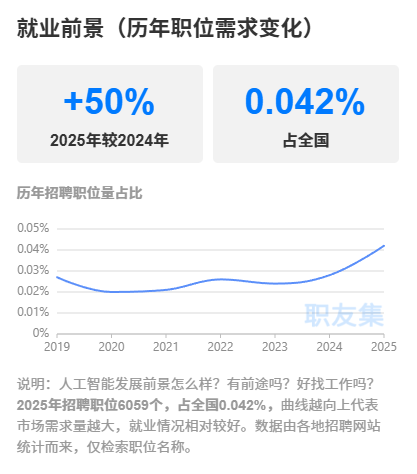 就业前景（历年职位需求变化）
+50%
2025年较2024年
0.042%
占全国
历年招聘职位量占比
0.05%
0.04%
0.03%
0.02%
0.01%
0%
2019 2020 2021 2022 2023 2024 2025
职友集
说明：人工智能发展前景怎么样？有前途吗？好找工作吗？
2025年招聘职位6059个，占全国0.042%，曲线越向上代表
市场需求量越大，就业情况相对较好。数据由各地招聘网站
统计而来，仅检索职位名称。